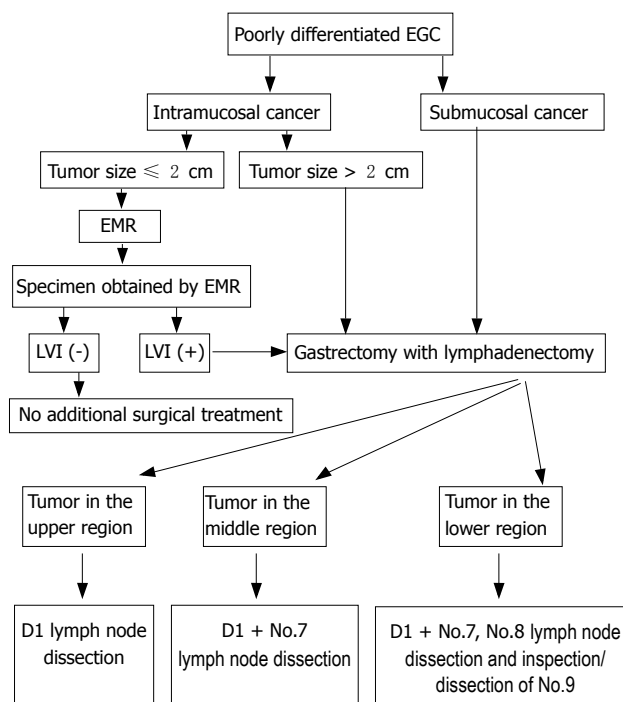 Poorly differentiated EGC
Intramucosal cancer
Submucosal cancer
Tumor size ⩽ 2 cm
Tumor size > 2 cm
EMR
Specimen obtained by EMR
LVI (-)
LVI (+)
Gastrectomy with lymphadenectomy
No additional surgical treatment
Tumor in the
upper region
Tumor in the
middle region
Tumor in the
lower region
D1 lymph node
dissection
D1 + No.7
lymph node dissection
D1 + No.7, No.8 lymph node
dissection and inspection/
dissection of No.9